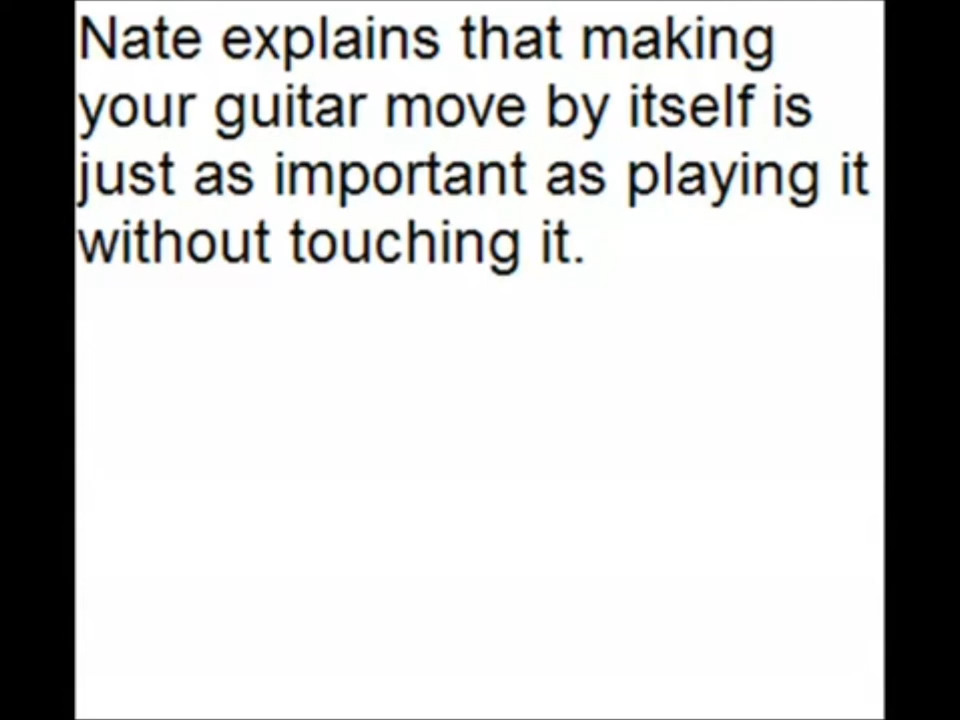 Nate explains that making
your guitar move by itself is
just as important as playing it
without touching it.